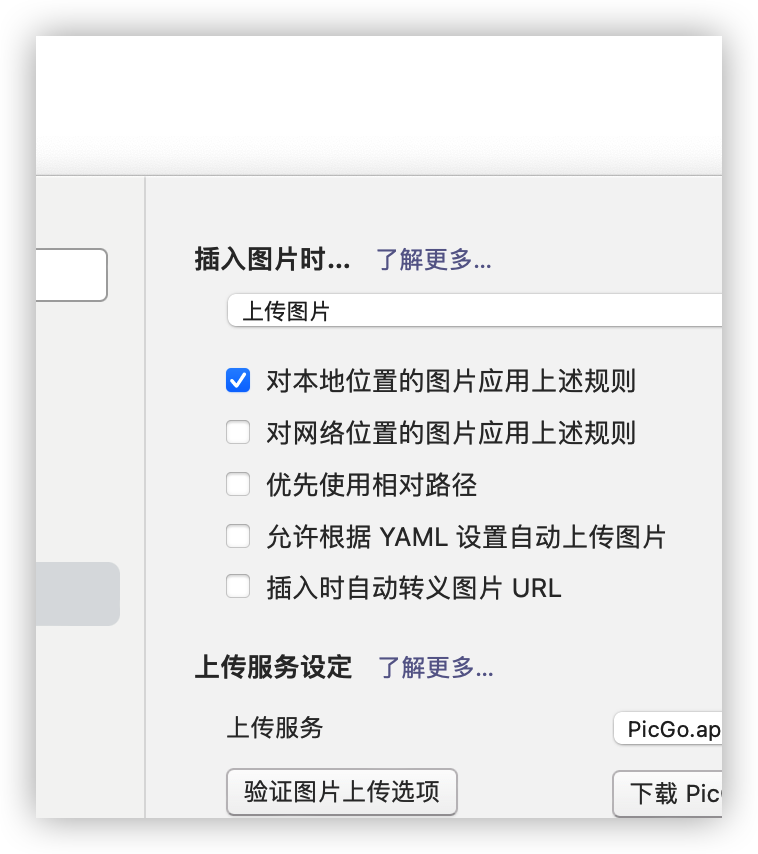 插入图片时... 了解更多...
上传图片
对本地位置的图片应用上述规则
对网络位置的图片应用上述规则
优先使用相对路径
允许根据 YAML 设置自动上传图片
插入时自动转义图片 URL
上传服务设定 了解更多...
上传服务 PicGo.ap
验证图片上传选项 下载 Pic